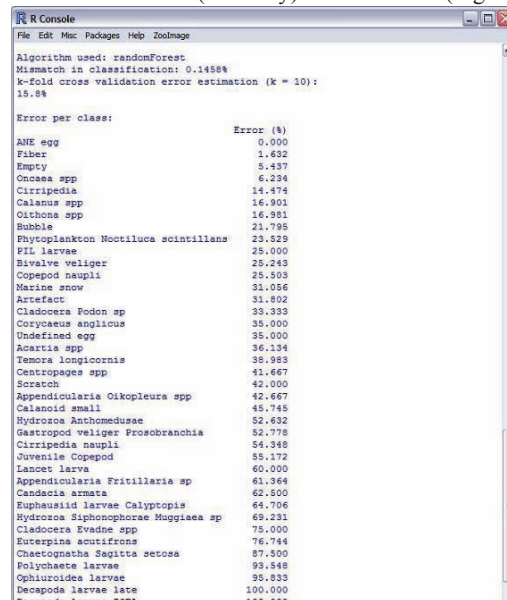 R Console
File Edit Misc Packages Help ZooImage
Algorithm used: randomForest
Mismatch in classification: 0.1458%
k-fold cross validation error estimation (k = 10):
15.8%
Error per class:
Error (%)
ANE egg 0.000
Fiber 1.632
Empty 5.437
Oncaea spp 6.234
Cirripedia 14.474
Calanus spp 16.901
Oithona spp 16.981
Bubble 21.795
Phytoplankton Noctiluca scintillans 23.529
PIL larvae 25.000
Bivalve veliger 25.243
Copepod naupli 25.503
Marine snow 31.056
Artefact 31.802
Cladocera Podon sp 33.333
Corycaeus anglicus 35.000
Undefined egg 35.000
Acartia spp 36.134
Temora longicornis 38.983
Centropages spp 41.667
Scratch 42.000
Appendicularia Oikopleura spp 42.667
Calanoid small 45.745
Hydrozoa Anthomedusae 52.632
Gastropod veliger Prosobranchia 52.778
Cirripedia naupli 54.348
Juvenile Copepod 55.172
Lancet larva 60.000
Appendicularia Fritillaria sp 61.364
Candacia armata 62.500
Euphausiid larvae Calyptopis 64.706
Hydrozoa Siphonophorae Muggiaea sp 69.231
Cladocera Evadne spp 75.000
Euterpina acutifrons 76.744
Chaetognatha Sagitta setosa 87.500
Polychaete larvae 93.548
Ophiuroidea larvae 95.833
Decapoda larvae late 100.000